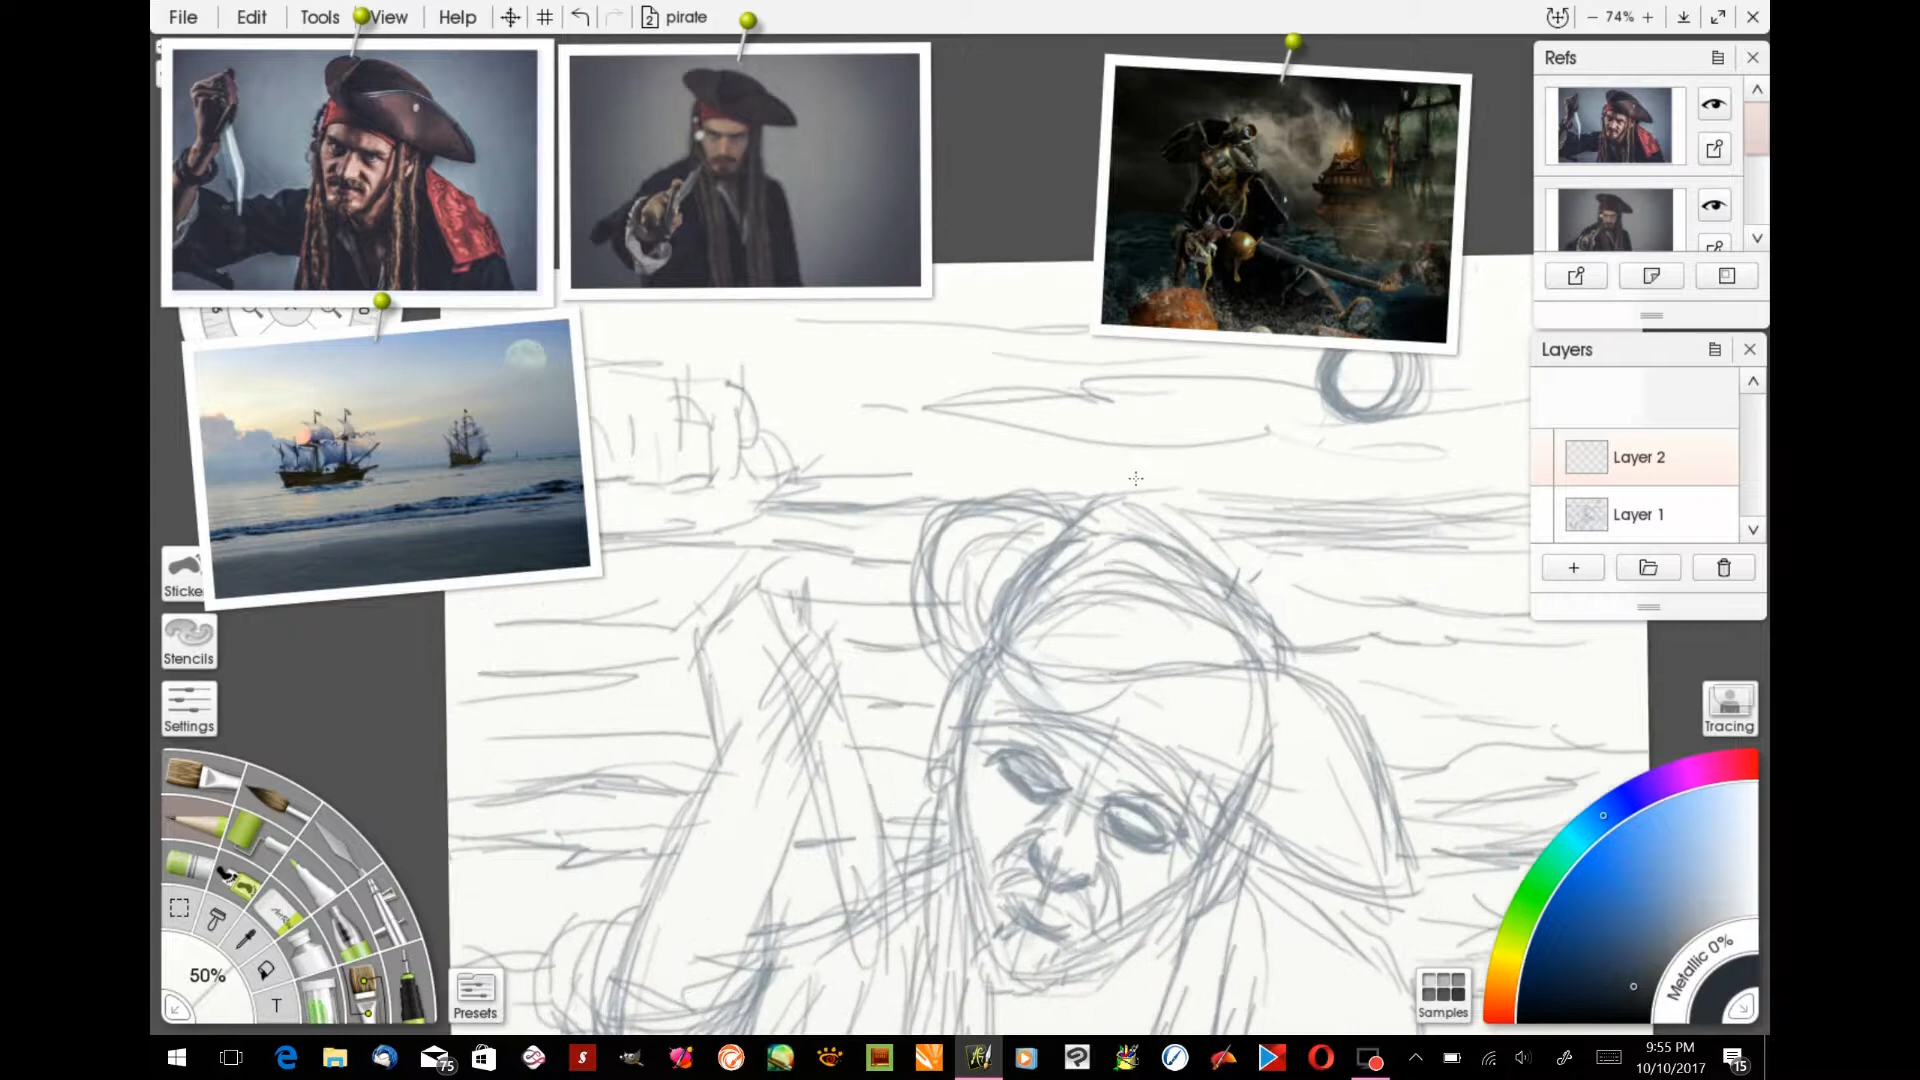 File Edit Tools View Help 2 pirate 74%
Refs
Layers
Layer 2
Layer 1
Sticke
Stencils
Settings
Tracing
50%
T
Presets
Metallic 0%
Samples
75
9:55 PM
10/10/2017
15